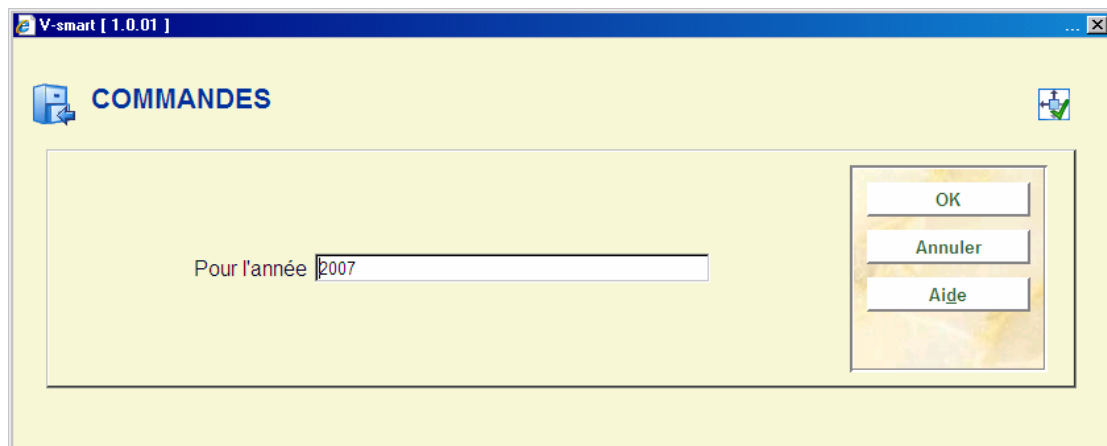 V-smart [ 1.0.01 ]
...
COMMANDES
Pour l'année 2007
OK
Annuler
Aide